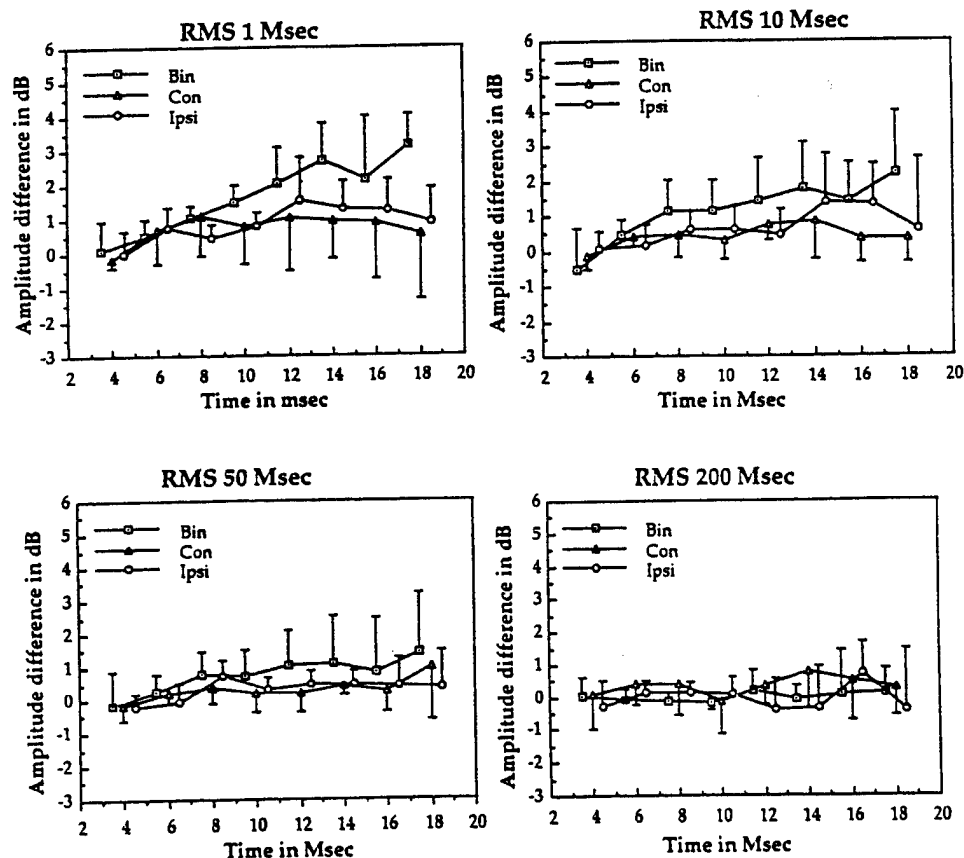 RMS 1 Msec
Amplitude difference in dB
6
5
4
3
2
1
0
-1
-2
-3
Bin
Con
Ipsi
2 4 6 8 10 12 14 16 18 20
Time in msec
RMS 10 Msec
Amplitude difference in dB
6
5
4
3
2
1
0
-1
-2
-3
Bin
Con
Ipsi
2 4 6 8 10 12 14 16 18 20
Time in Msec
RMS 50 Msec
Amplitude difference in dB
6
5
4
3
2
1
0
-1
-2
-3
Bin
Con
Ipsi
2 4 6 8 10 12 14 16 18 20
Time in Msec
RMS 200 Msec
Amplitude difference in dB
6
5
4
3
2
1
0
-1
-2
-3
Bin
Con
Ipsi
2 4 6 8 10 12 14 16 18 20
Time in Msec